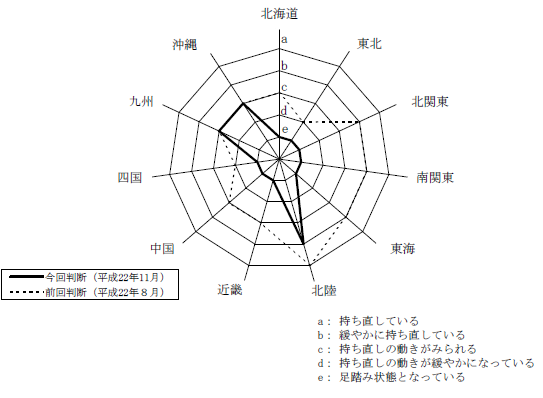 北海道
a
東北
沖縄
b
c
九州
北関東
d
e
四国
南関東
中国
東海
今回判断（平成22年11月）
前回判断（平成22年８月）
近畿
北陸
a： 持ち直している
b： 緩やかに持ち直している
c： 持ち直しの動きがみられる
d： 持ち直しの動きが緩やかになっている
e： 足踏み状態となっている